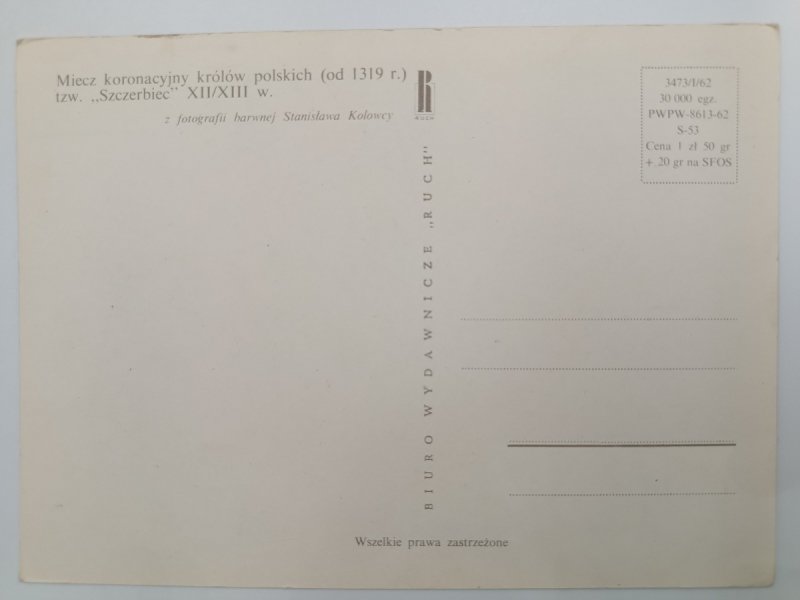 Miecz koronacyjny królów polskich (od 1319 r.)
tzw. „Szczerbiec" XII/XIII w.
z fotografii barwnej Stanisława Kolowcy
RUCH
BIURO WYDAWNICZE „RUCH"
3473/I/62
30 000 egz.
PWPW-8613-62
S-53
Cena 1 zł 50 gr
+ 20 gr na SFOS
Wszelkie prawa zastrzeżone